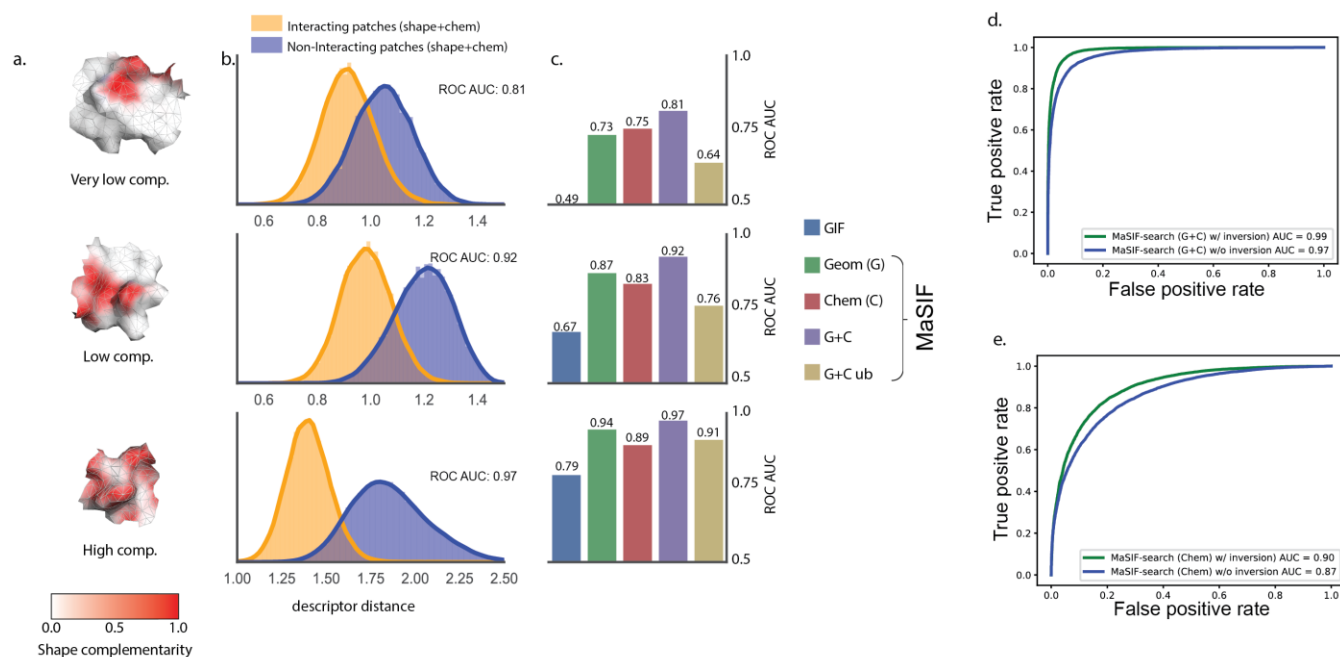 a.
Very low comp.
Low comp.
High comp.
0.0 0.5 1.0
Shape complementarity
Interacting patches (shape+chem)
Non-Interacting patches (shape+chem)
b.
ROC AUC: 0.81
0.6 0.8 1.0 1.2 1.4
ROC AUC: 0.92
0.6 0.8 1.0 1.2 1.4
ROC AUC: 0.97
1.00 1.25 1.50 1.75 2.00 2.25 2.50
descriptor distance
c.
0.49 0.73 0.75 0.81 0.64
1.0
0.75
0.5
ROC AUC
0.67 0.87 0.83 0.92 0.76
1.0
0.75
0.5
ROC AUC
0.79 0.94 0.89 0.97 0.91
1.0
0.75
0.5
ROC AUC
GIF
Geom (G)
Chem (C)
G+C
G+C ub
MaSIF
d.
True positve rate
1.0
0.8
0.6
0.4
0.2
0.0
MaSIF-search (G+C) w/ inversion) AUC = 0.99
MaSIF-search (G+C) w/o inversion AUC = 0.97
0.0 0.2 0.4 0.6 0.8 1.0
False positive rate
e.
True positve rate
1.0
0.8
0.6
0.4
0.2
0.0
MaSIF-search (Chem) w/ inversion) AUC = 0.90
MaSIF-search (Chem) w/o inversion AUC = 0.87
0.0 0.2 0.4 0.6 0.8 1.0
False positive rate